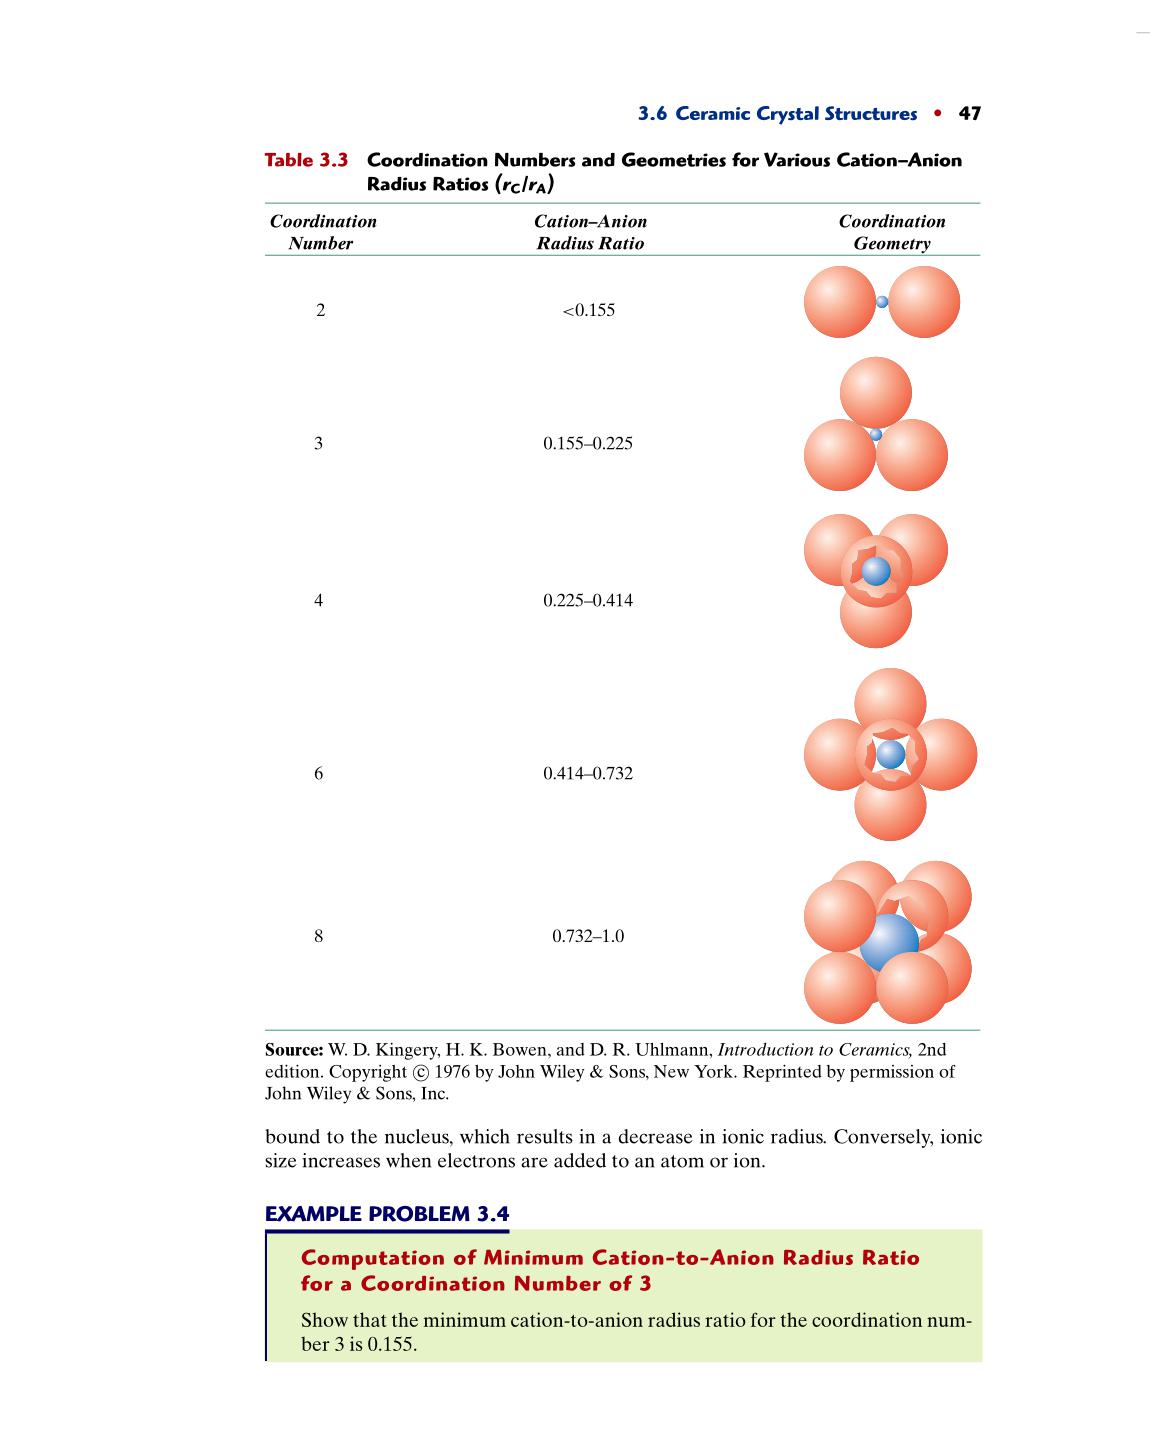 3.6 Ceramic Crystal Structures • 47
Table 3.3 Coordination Numbers and Geometries for Various Cation–Anion
Radius Ratios (rC/rA)
Coordination Number
Cation–Anion Radius Ratio
Coordination Geometry
2 <0.155
3 0.155–0.225
4 0.225–0.414
6 0.414–0.732
8 0.732–1.0
Source: W. D. Kingery, H. K. Bowen, and D. R. Uhlmann, Introduction to Ceramics, 2nd
edition. Copyright © 1976 by John Wiley & Sons, New York. Reprinted by permission of
John Wiley & Sons, Inc.
bound to the nucleus, which results in a decrease in ionic radius. Conversely, ionic
size increases when electrons are added to an atom or ion.
EXAMPLE PROBLEM 3.4
Computation of Minimum Cation-to-Anion Radius Ratio
for a Coordination Number of 3
Show that the minimum cation-to-anion radius ratio for the coordination num-
ber 3 is 0.155.